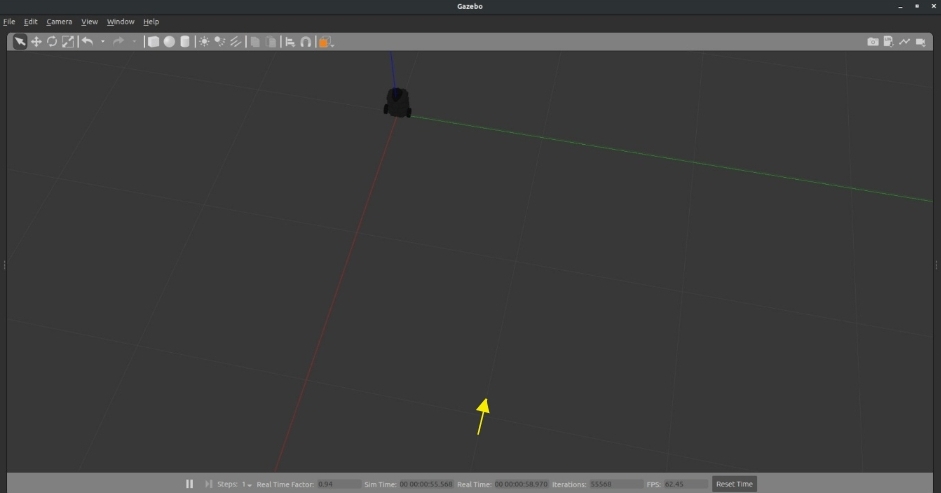 Gazebo
File Edit Camera View Window Help
Steps: 1 Real Time Factor: 0.94 Sim Time: 00 00:00:55.568 Real Time: 00 00:00:58.970 Iterations: 55568 FPS: 62.45 Reset Time